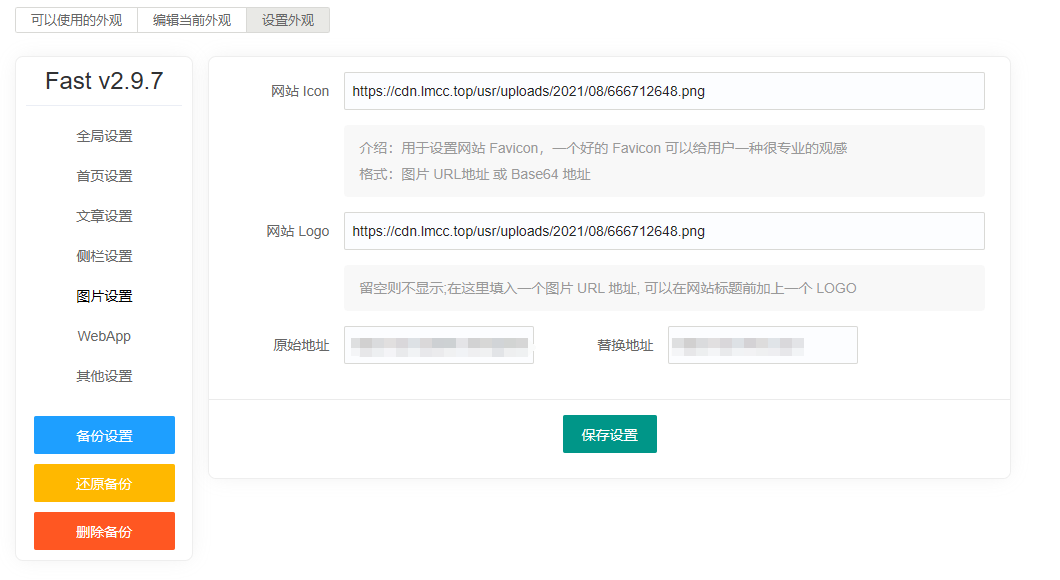 可以使用的外观 编辑当前外观 设置外观
Fast v2.9.7
全局设置
首页设置
文章设置
侧栏设置
图片设置
WebApp
其他设置
备份设置
还原备份
删除备份
网站 Icon https://cdn.lmcc.top/usr/uploads/2021/08/666712648.png
介绍：用于设置网站 Favicon，一个好的 Favicon 可以给用户一种很专业的观感
格式：图片 URL地址 或 Base64 地址
网站 Logo https://cdn.lmcc.top/usr/uploads/2021/08/666712648.png
留空则不显示;在这里填入一个图片 URL 地址, 可以在网站标题前加上一个 LOGO
原始地址 替换地址
保存设置